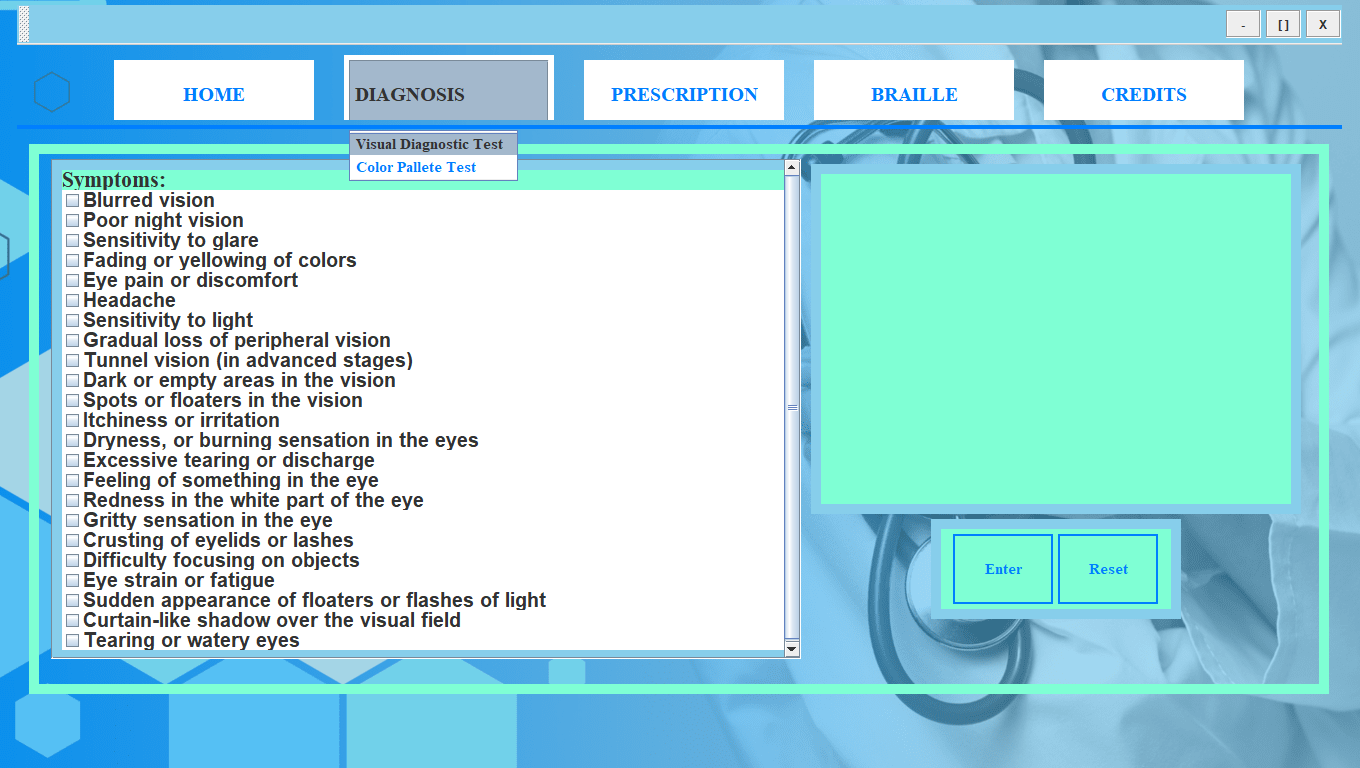 - [ ] X
HOME DIAGNOSIS PRESCRIPTION BRAILLE CREDITS
Visual Diagnostic Test
Color Pallete Test
Symptoms:
Blurred vision
Poor night vision
Sensitivity to glare
Fading or yellowing of colors
Eye pain or discomfort
Headache
Sensitivity to light
Gradual loss of peripheral vision
Tunnel vision (in advanced stages)
Dark or empty areas in the vision
Spots or floaters in the vision
Itchiness or irritation
Dryness, or burning sensation in the eyes
Excessive tearing or discharge
Feeling of something in the eye
Redness in the white part of the eye
Gritty sensation in the eye
Crusting of eyelids or lashes
Difficulty focusing on objects
Eye strain or fatigue
Sudden appearance of floaters or flashes of light
Curtain-like shadow over the visual field
Tearing or watery eyes
Enter Reset